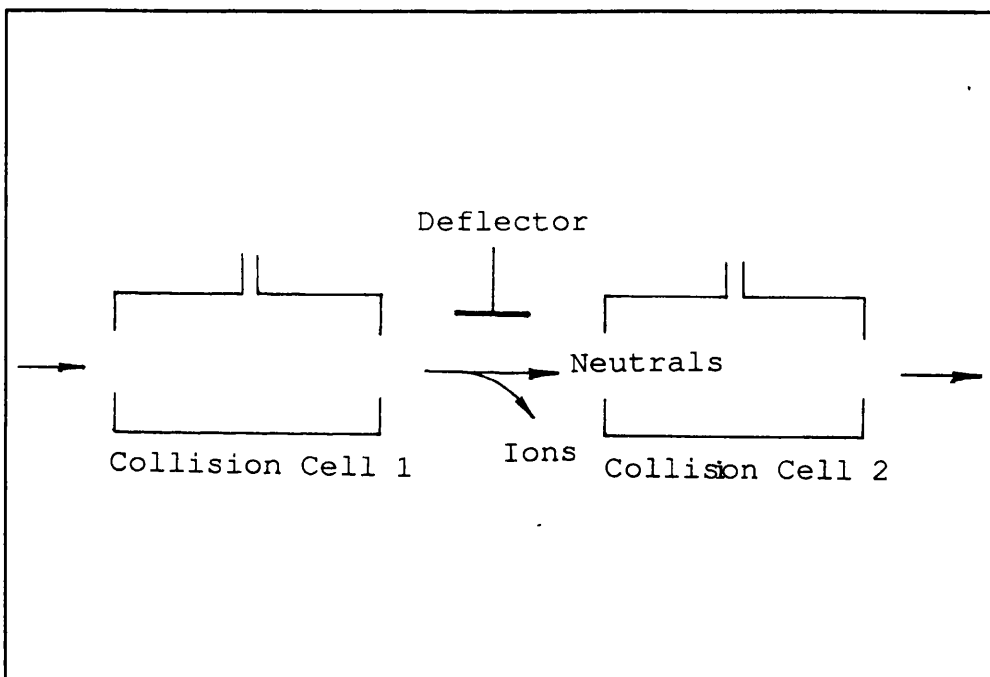 Deflector
Neutrals
Ions
Collision Cell 1
Collision Cell 2